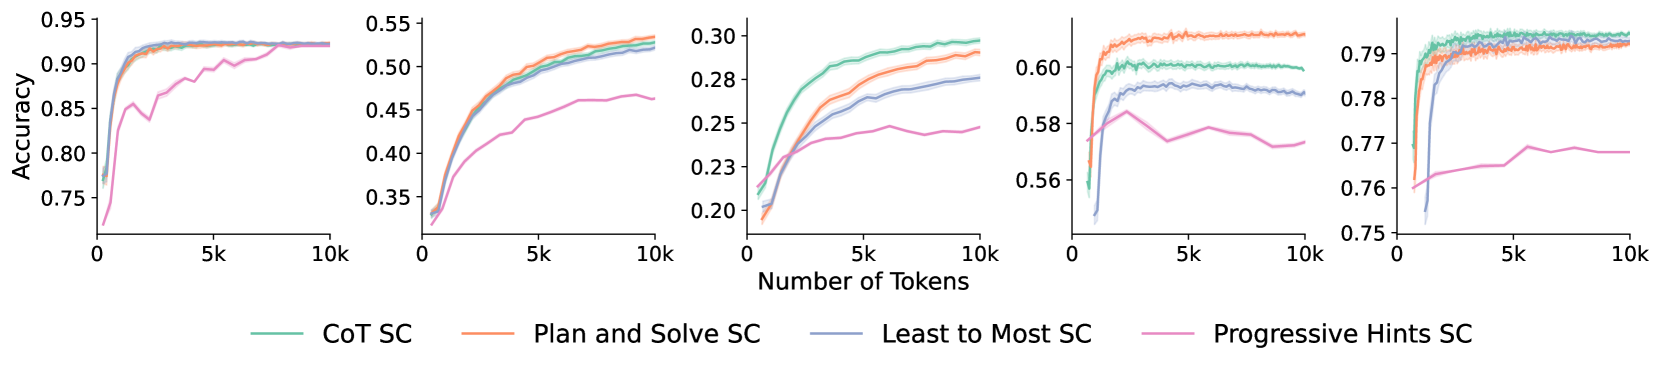 Accuracy
0.95
0.90
0.85
0.80
0.75
0 5k 10k
0.55
0.50
0.45
0.40
0.35
0 5k 10k
0.30
0.28
0.25
0.23
0.20
0 5k 10k
0.60
0.58
0.56
0 5k 10k
0.79
0.78
0.77
0.76
0.75
0 5k 10k
Number of Tokens
CoT SC Plan and Solve SC Least to Most SC Progressive Hints SC